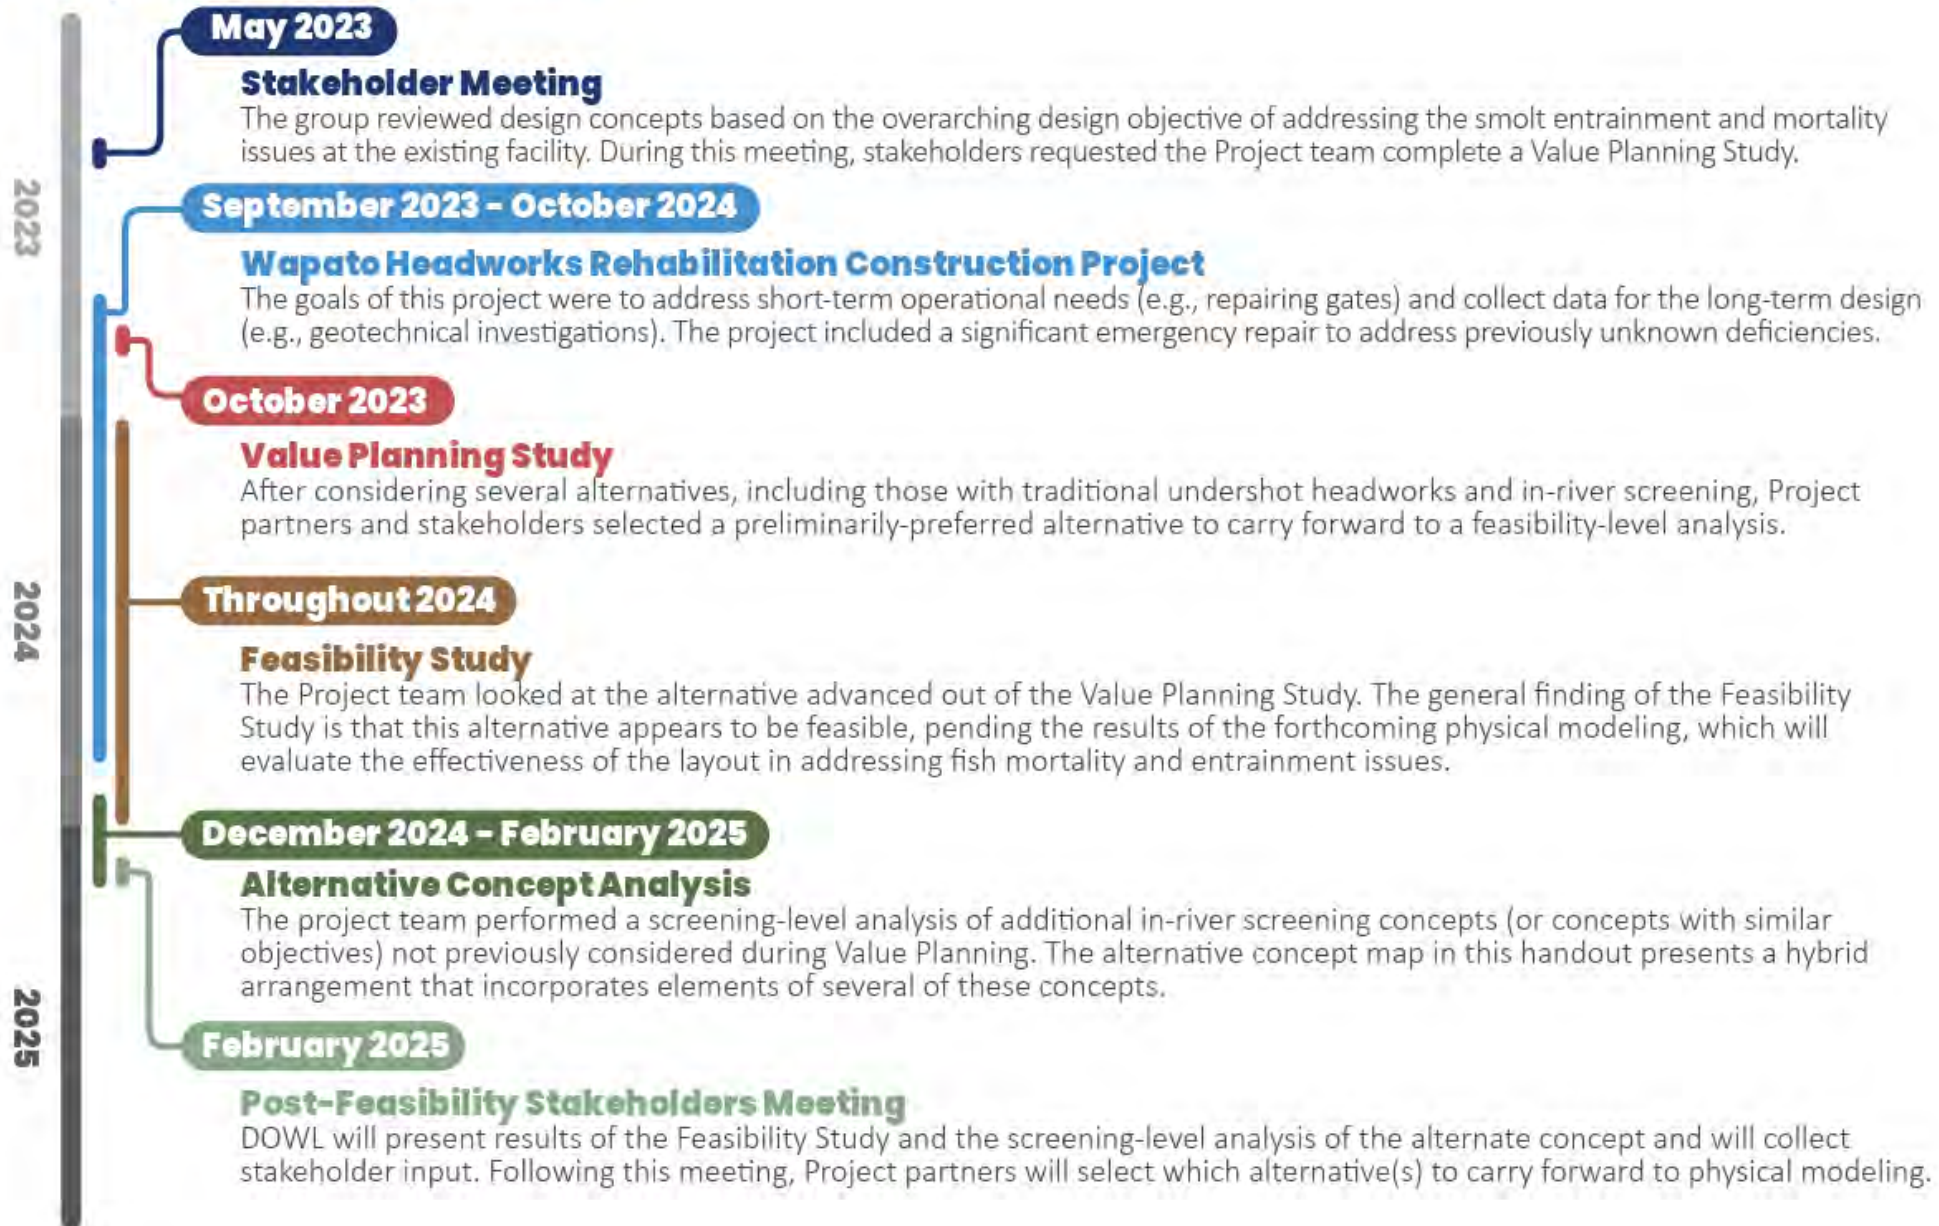 May 2023
Stakeholder Meeting
The group reviewed design concepts based on the overarching design objective of addressing the smolt entrainment and mortality
issues at the existing facility. During this meeting, stakeholders requested the Project team complete a Value Planning Study.
2023
September 2023 - October 2024
Wapato Headworks Rehabilitation Construction Project
The goals of this project were to address short-term operational needs (e.g., repairing gates) and collect data for the long-term design
(e.g., geotechnical investigations). The project included a significant emergency repair to address previously unknown deficiencies.
October 2023
Value Planning Study
After considering several alternatives, including those with traditional undershot headworks and in-river screening, Project
partners and stakeholders selected a preliminarily-preferred alternative to carry forward to a feasibility-level analysis.
2024
Throughout 2024
Feasibility Study
The Project team looked at the alternative advanced out of the Value Planning Study. The general finding of the Feasibility
Study is that this alternative appears to be feasible, pending the results of the forthcoming physical modeling, which will
evaluate the effectiveness of the layout in addressing fish mortality and entrainment issues.
December 2024 - February 2025
Alternative Concept Analysis
The project team performed a screening-level analysis of additional in-river screening concepts (or concepts with similar
objectives) not previously considered during Value Planning. The alternative concept map in this handout presents a hybrid
arrangement that incorporates elements of several of these concepts.
2025
February 2025
Post-Feasibility Stakeholders Meeting
DOWL will present results of the Feasibility Study and the screening-level analysis of the alternate concept and will collect
stakeholder input. Following this meeting, Project partners will select which alternative(s) to carry forward to physical modeling.